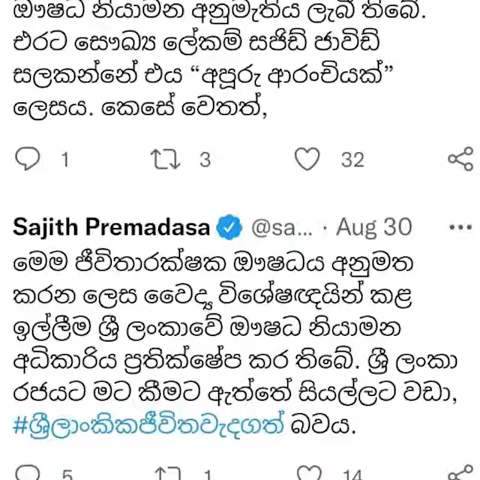 ඖෂධ නියාමන අනුමැතිය ලැබී තිබේ.
එරට සෞඛ්‍ය ලේකම් සජිඩ් ජාවිඩ්
සලකන්නේ එය “අපූරු ආරංචියක්”
ලෙසය. කෙසේ වෙතත්,
1 3 32
Sajith Premadasa @sa... · Aug 30 ...
මෙම ජීවිතාරක්ෂක ඖෂධය අනුමත
කරන ලෙස වෛද්‍ය විශේෂඥයින් කළ
ඉල්ලීම ශ්‍රී ලංකාවේ ඖෂධ නියාමන
අධිකාරිය ප්‍රතික්ෂේප කර තිබේ. ශ්‍රී ලංකා
රජයට මට කීමට ඇත්තේ සියල්ලට වඩා,
#ශ්‍රීලාංකිකජීවිතවැදගත් බවය.
5 1 14